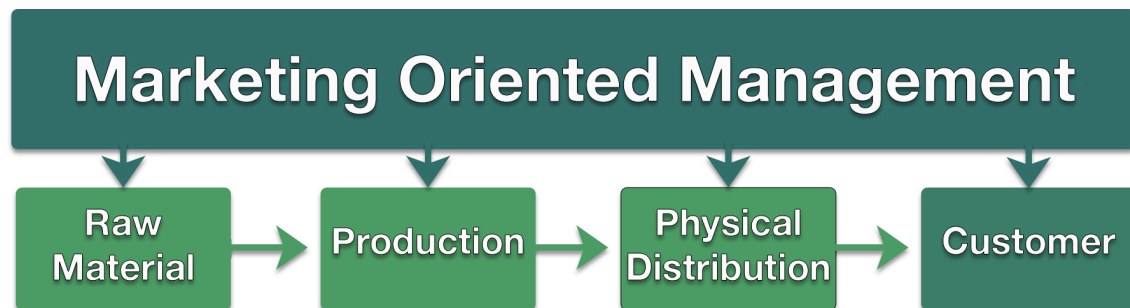 Marketing Oriented Management
Raw
Material
Production
Physical
Distribution
Customer